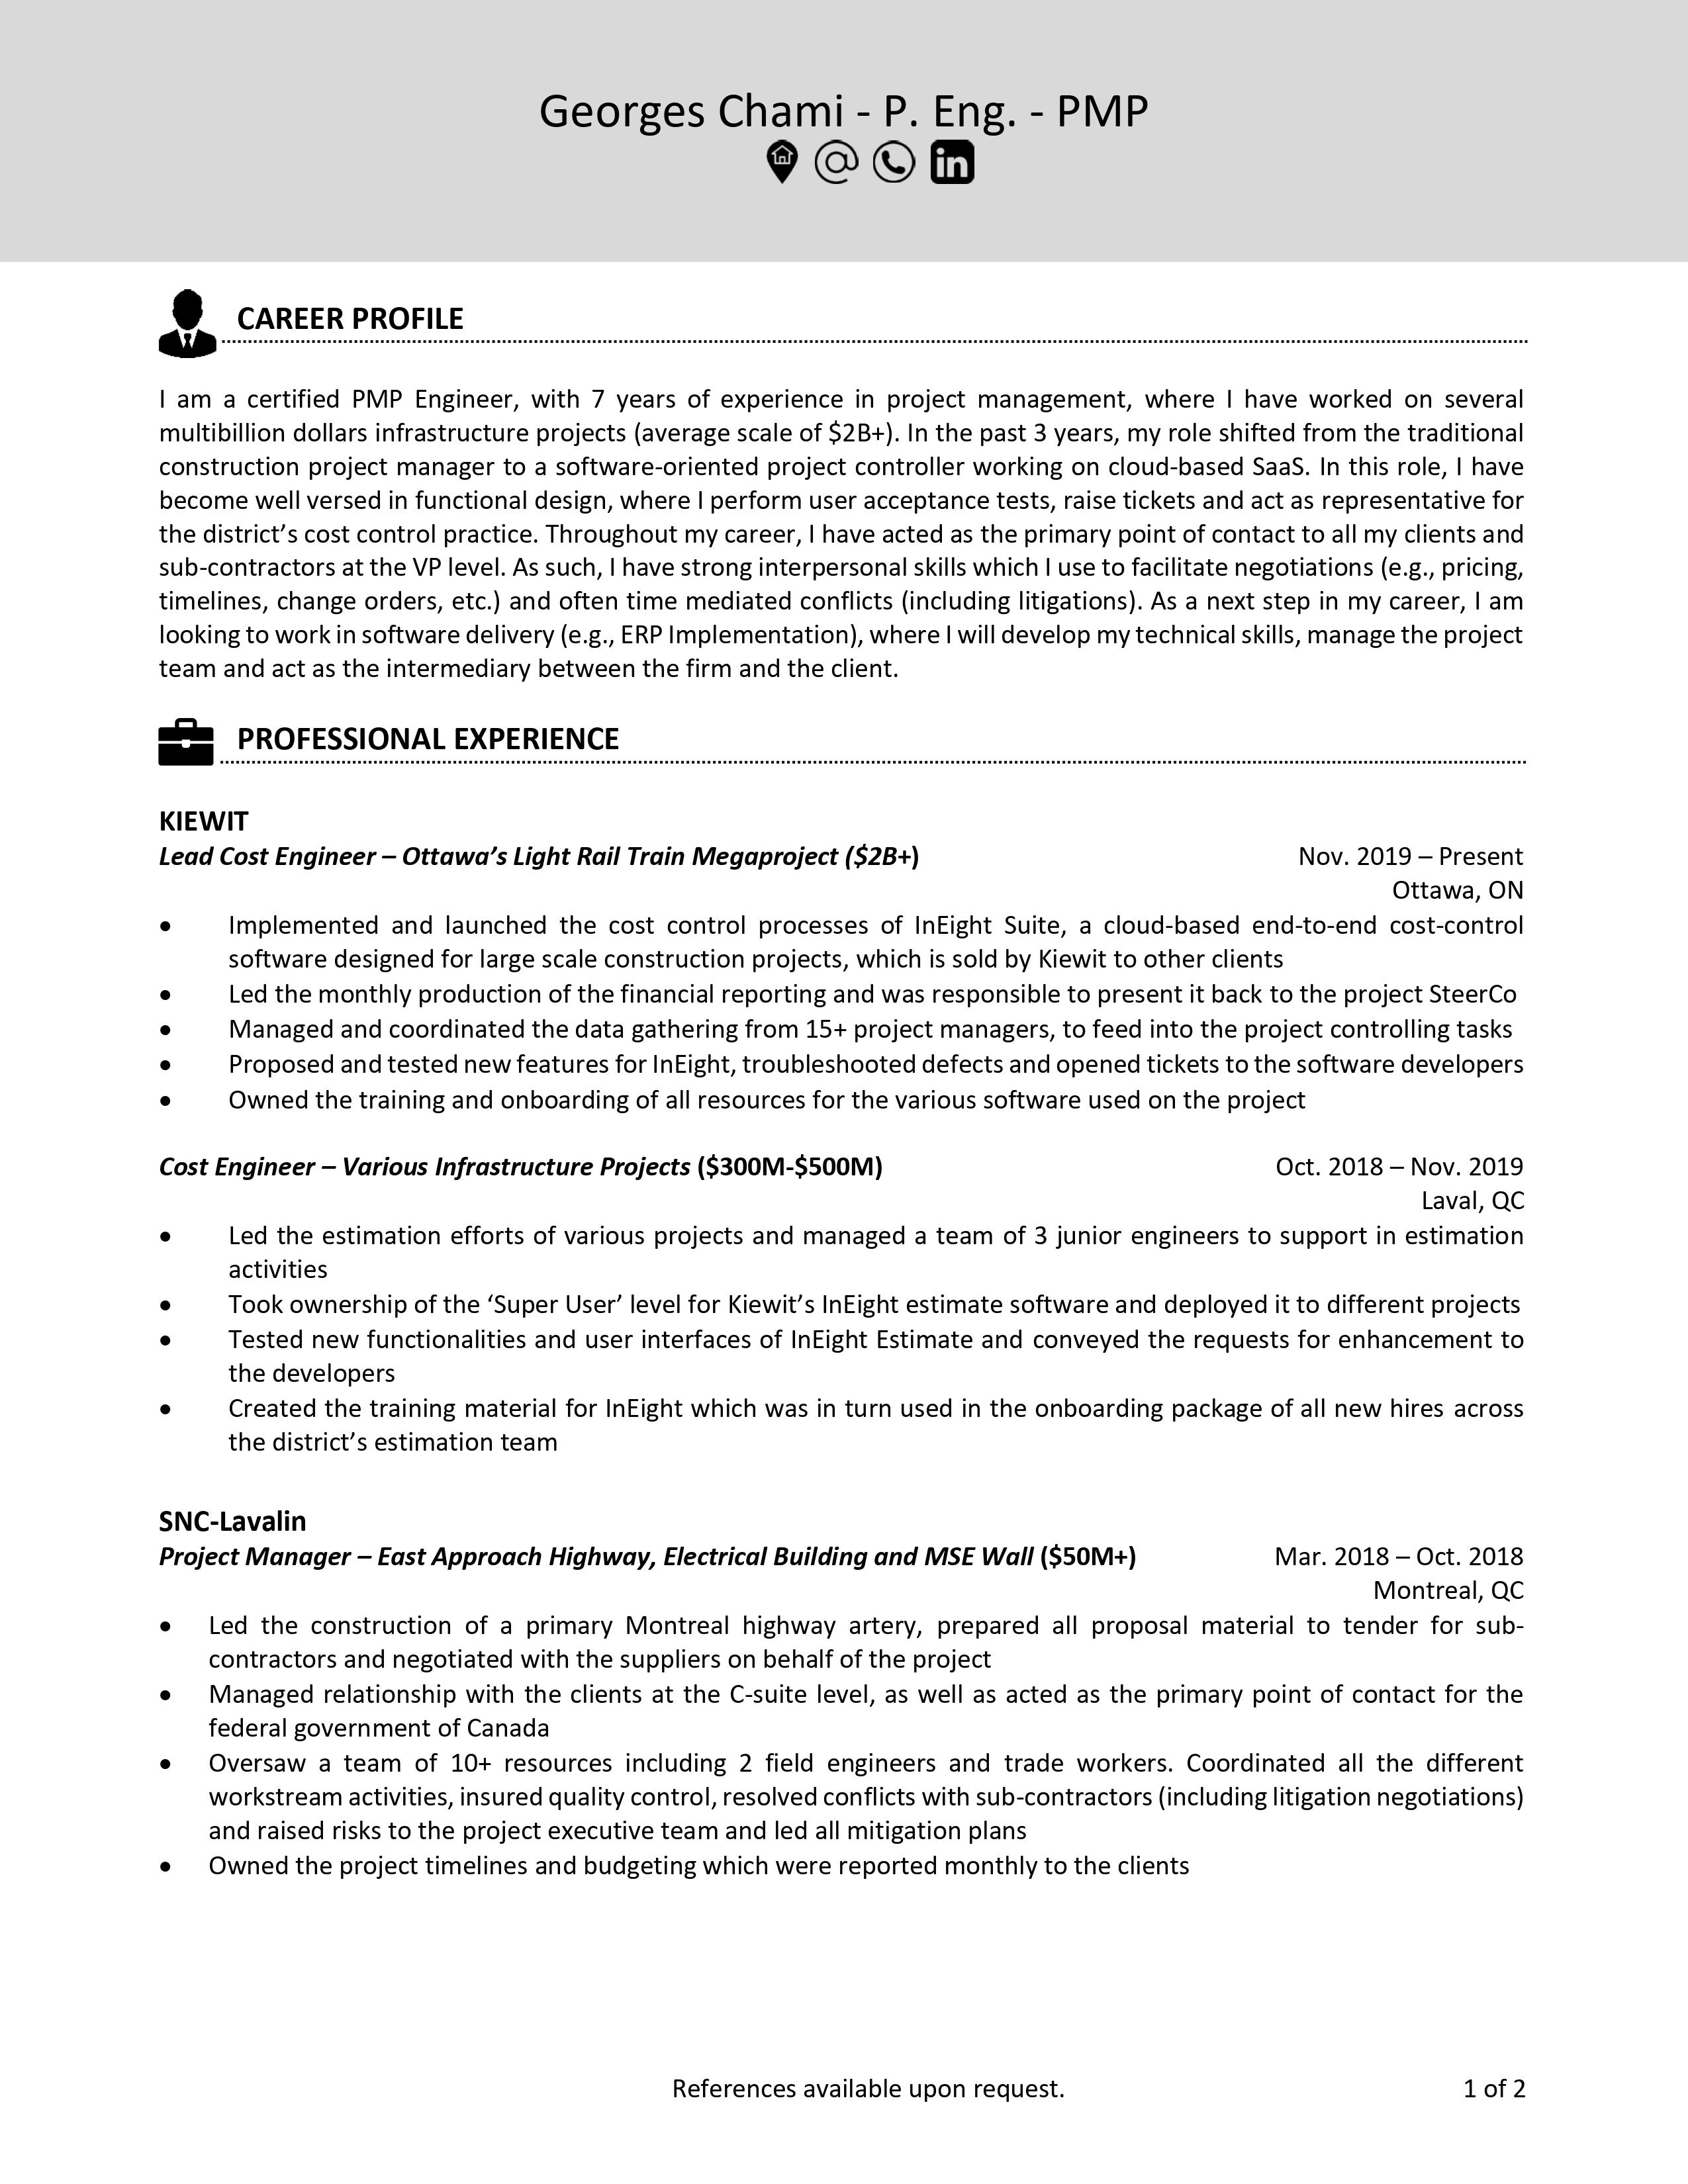 Georges Chami - P. Eng. - PMP
in
CAREER PROFILE
I am a certified PMP Engineer, with 7 years of experience in project management, where I have worked on several
multibillion dollars infrastructure projects (average scale of $2B+). In the past 3 years, my role shifted from the traditional
construction project manager to a software-oriented project controller working on cloud-based SaaS. In this role, I have
become well versed in functional design, where I perform user acceptance tests, raise tickets and act as representative for
the district’s cost control practice. Throughout my career, I have acted as the primary point of contact to all my clients and
sub-contractors at the VP level. As such, I have strong interpersonal skills which I use to facilitate negotiations (e.g., pricing,
timelines, change orders, etc.) and often time mediated conflicts (including litigations). As a next step in my career, I am
looking to work in software delivery (e.g., ERP Implementation), where I will develop my technical skills, manage the project
team and act as the intermediary between the firm and the client.
PROFESSIONAL EXPERIENCE
KIEWIT
Lead Cost Engineer – Ottawa’s Light Rail Train Megaproject ($2B+) Nov. 2019 – Present
Ottawa, ON
• Implemented and launched the cost control processes of InEight Suite, a cloud-based end-to-end cost-control
software designed for large scale construction projects, which is sold by Kiewit to other clients
• Led the monthly production of the financial reporting and was responsible to present it back to the project SteerCo
• Managed and coordinated the data gathering from 15+ project managers, to feed into the project controlling tasks
• Proposed and tested new features for InEight, troubleshooted defects and opened tickets to the software developers
• Owned the training and onboarding of all resources for the various software used on the project
Cost Engineer – Various Infrastructure Projects ($300M-$500M) Oct. 2018 – Nov. 2019
Laval, QC
• Led the estimation efforts of various projects and managed a team of 3 junior engineers to support in estimation
activities
• Took ownership of the ‘Super User’ level for Kiewit’s InEight estimate software and deployed it to different projects
• Tested new functionalities and user interfaces of InEight Estimate and conveyed the requests for enhancement to
the developers
• Created the training material for InEight which was in turn used in the onboarding package of all new hires across
the district’s estimation team
SNC-Lavalin
Project Manager – East Approach Highway, Electrical Building and MSE Wall ($50M+) Mar. 2018 – Oct. 2018
Montreal, QC
• Led the construction of a primary Montreal highway artery, prepared all proposal material to tender for sub-
contractors and negotiated with the suppliers on behalf of the project
• Managed relationship with the clients at the C-suite level, as well as acted as the primary point of contact for the
federal government of Canada
• Oversaw a team of 10+ resources including 2 field engineers and trade workers. Coordinated all the different
workstream activities, insured quality control, resolved conflicts with sub-contractors (including litigation negotiations)
and raised risks to the project executive team and led all mitigation plans
• Owned the project timelines and budgeting which were reported monthly to the clients
References available upon request. 1 of 2